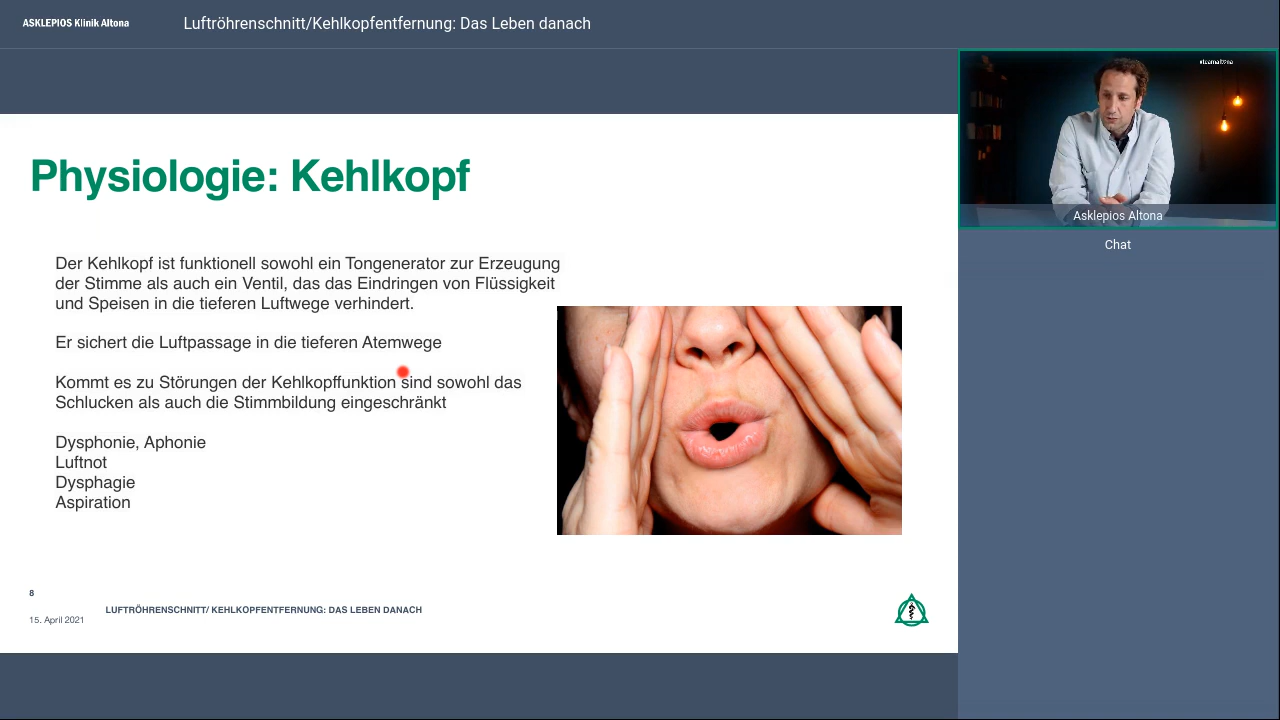 ASKLEPIOS Klinik Altona
Luftröhrenschnitt/Kehlkopfentfernung: Das Leben danach
#teamaltona
Asklepios Altona
Chat
Physiologie: Kehlkopf
Der Kehlkopf ist funktionell sowohl ein Tongenerator zur Erzeugung
der Stimme als auch ein Ventil, das das Eindringen von Flüssigkeit
und Speisen in die tieferen Luftwege verhindert.
Er sichert die Luftpassage in die tieferen Atemwege
Kommt es zu Störungen der Kehlkopffunktion sind sowohl das
Schlucken als auch die Stimmbildung eingeschränkt
Dysphonie, Aphonie
Luftnot
Dysphagie
Aspiration
8
LUFTRÖHRENSCHNITT/ KEHLKOPFENTFERNUNG: DAS LEBEN DANACH
15. April 2021